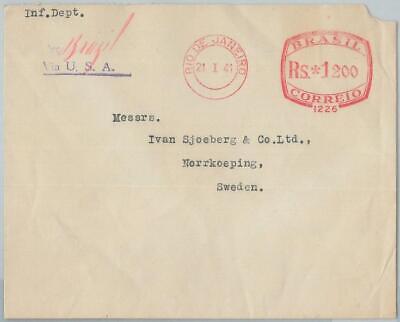 Inf.Dept.
Brazil
Via U. S. A.
RIO DE JANEIRO
21 I 41
BRASIL
RS.*1200
CORREIO
1226
Messrs.
Ivan Sjoeberg & Co.Ltd.,
Norrkoeping,
Sweden.